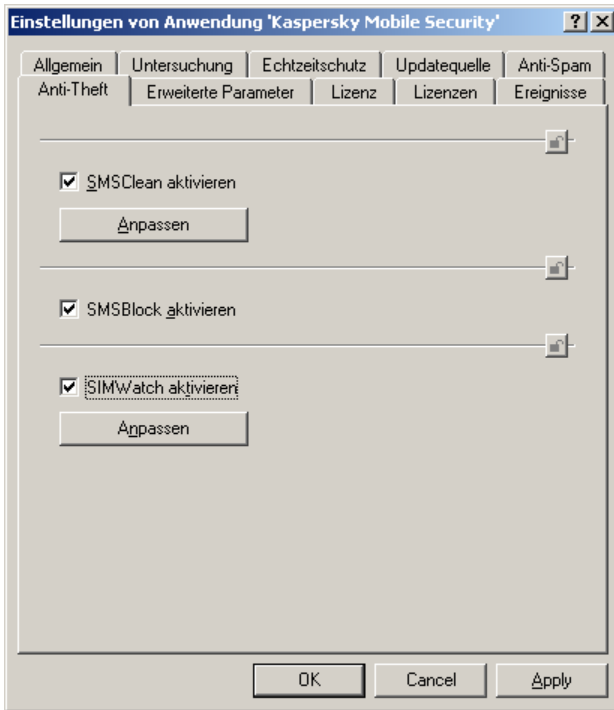 Einstellungen von Anwendung 'Kaspersky Mobile Security'
Allgemein Untersuchung Echtzeitschutz Updatequelle Anti-Spam
Anti-Theft Erweiterte Parameter Lizenz Lizenzen Ereignisse
SMSClean aktivieren
Anpassen
SMSBlock aktivieren
SIMWatch aktivieren
Anpassen
OK Cancel Apply